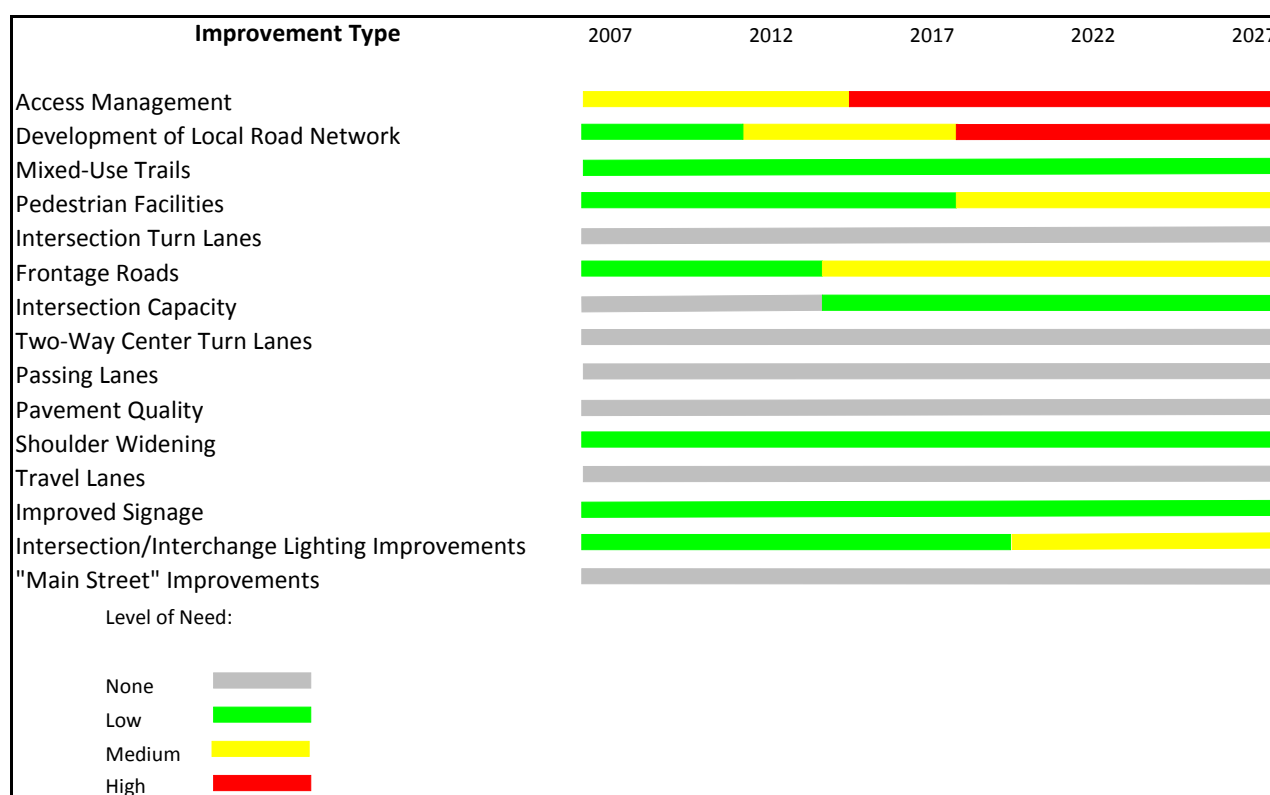 Improvement Type 2007 2012 2017 2022 2027
Access Management
Development of Local Road Network
Mixed-Use Trails
Pedestrian Facilities
Intersection Turn Lanes
Frontage Roads
Intersection Capacity
Two-Way Center Turn Lanes
Passing Lanes
Pavement Quality
Shoulder Widening
Travel Lanes
Improved Signage
Intersection/Interchange Lighting Improvements
"Main Street" Improvements
Level of Need:
None
Low
Medium
High